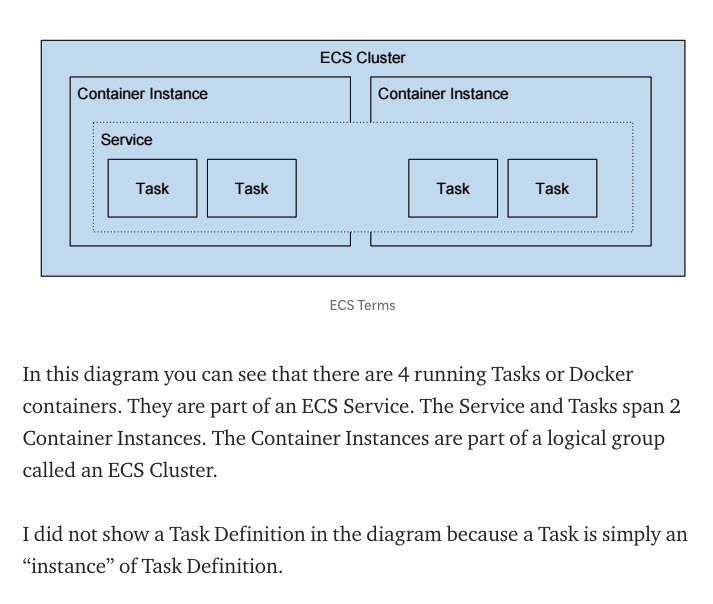 ECS Cluster
Container Instance
Container Instance
Service
Task
Task
Task
Task
ECS Terms
In this diagram you can see that there are 4 running Tasks or Docker
containers. They are part of an ECS Service. The Service and Tasks span 2
Container Instances. The Container Instances are part of a logical group
called an ECS Cluster.
I did not show a Task Definition in the diagram because a Task is simply an
“instance” of Task Definition.